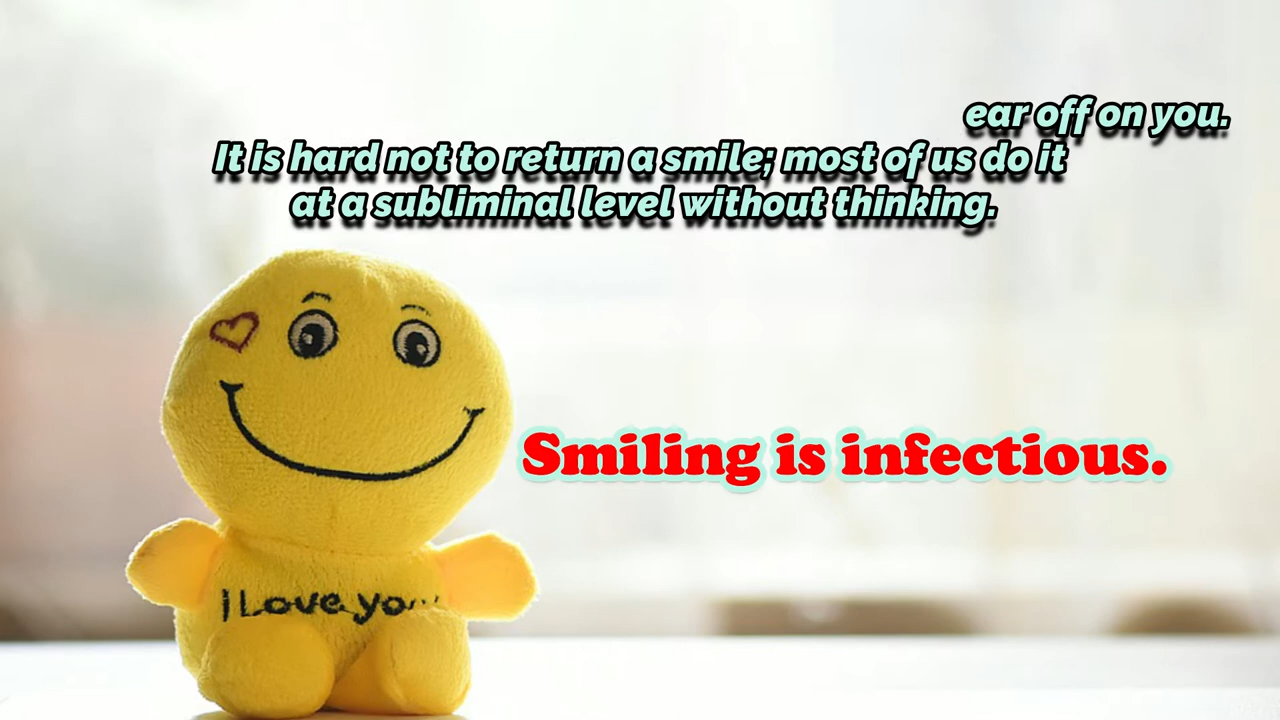 ear off on you.
It is hard not to return a smile; most of us do it
at a subliminal level without thinking.
Smiling is infectious.
I Love you